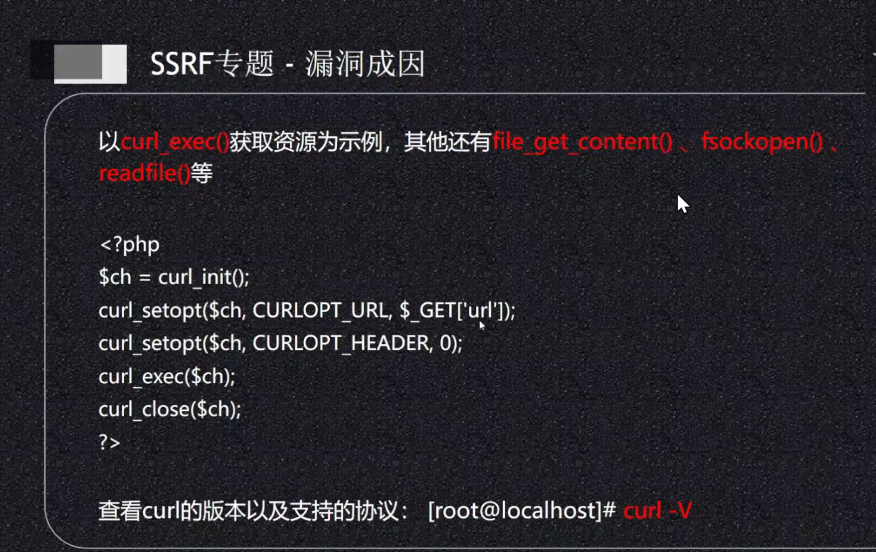 SSRF专题 - 漏洞成因
以curl_exec()获取资源为示例，其他还有file_get_content() 、fsockopen() 、
readfile()等
<?php
$ch = curl_init();
curl_setopt($ch, CURLOPT_URL, $_GET['url']);
curl_setopt($ch, CURLOPT_HEADER, 0);
curl_exec($ch);
curl_close($ch);
?>
查看curl的版本以及支持的协议： [root@localhost]# curl -V